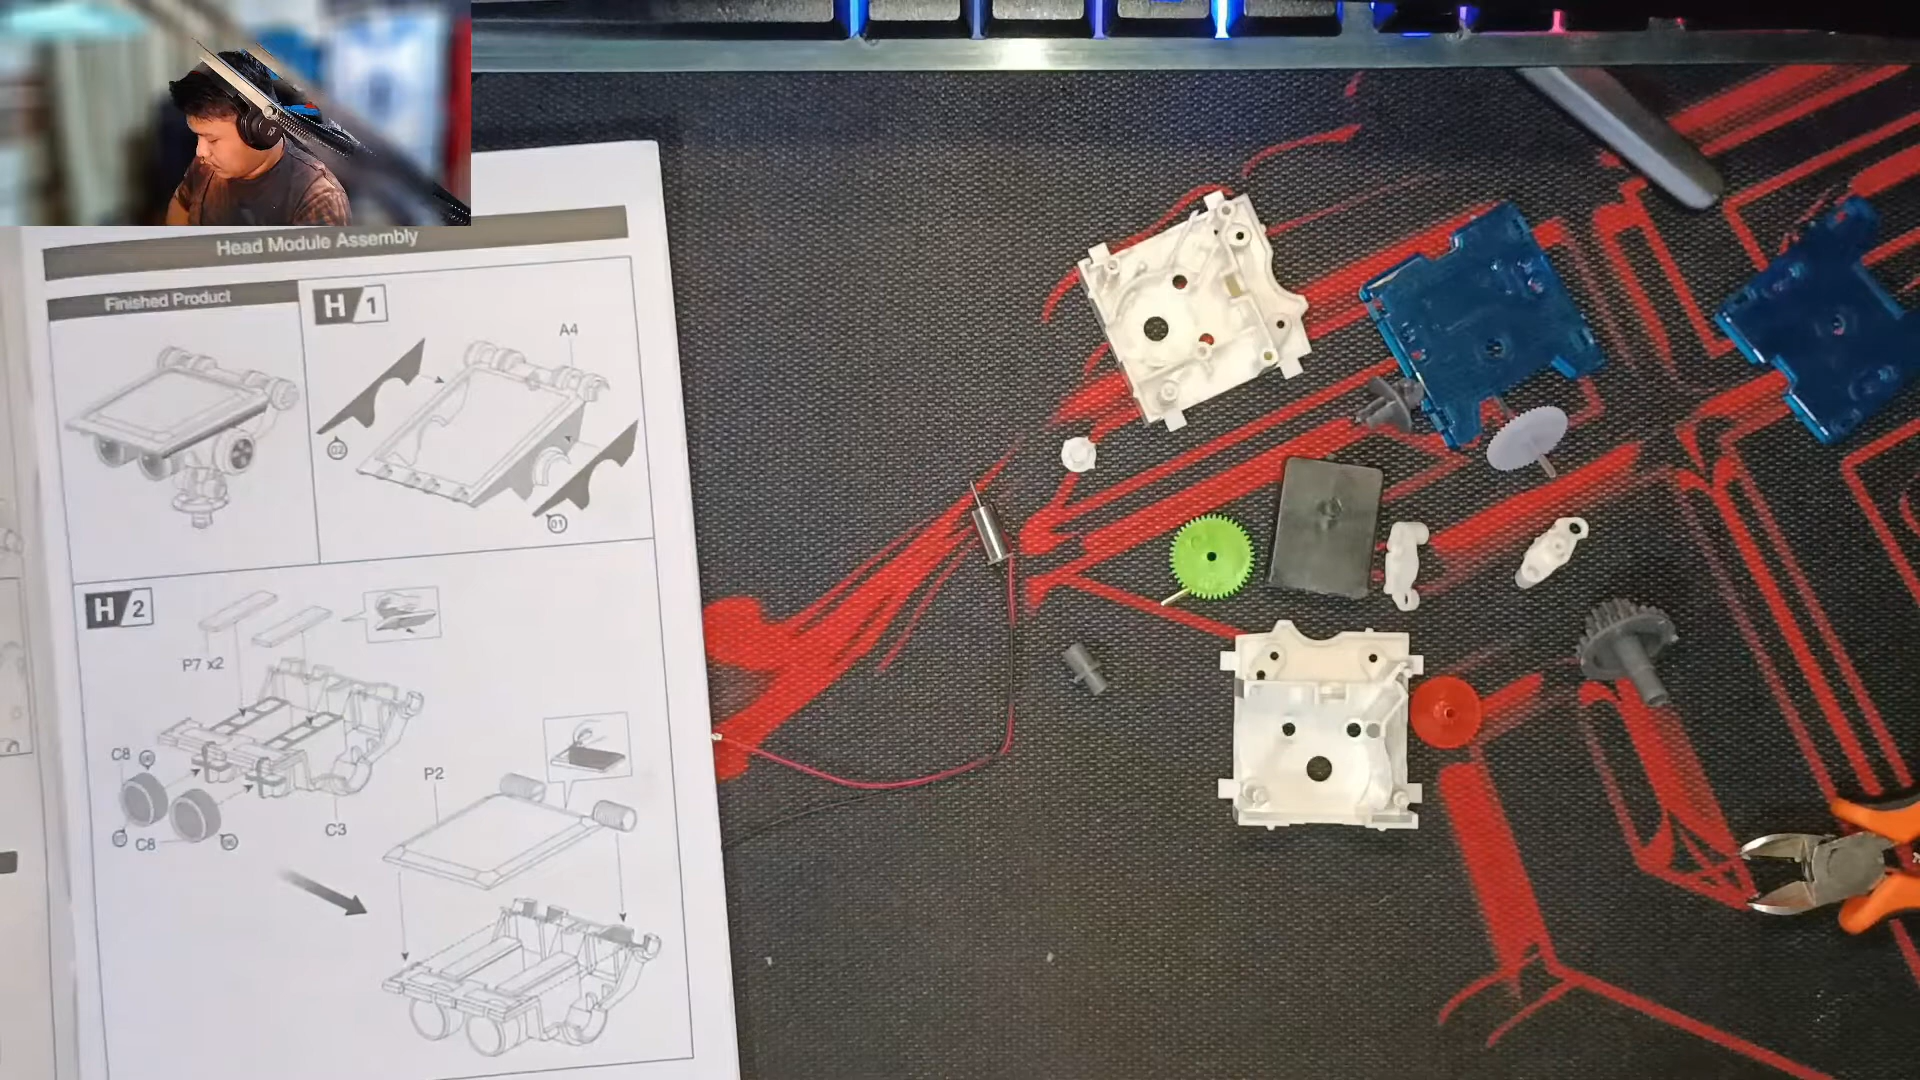 Head Module Assembly
Finished Product
H/1
A4
02
01
H/2
P7 x2
C8
C8
C3
P2